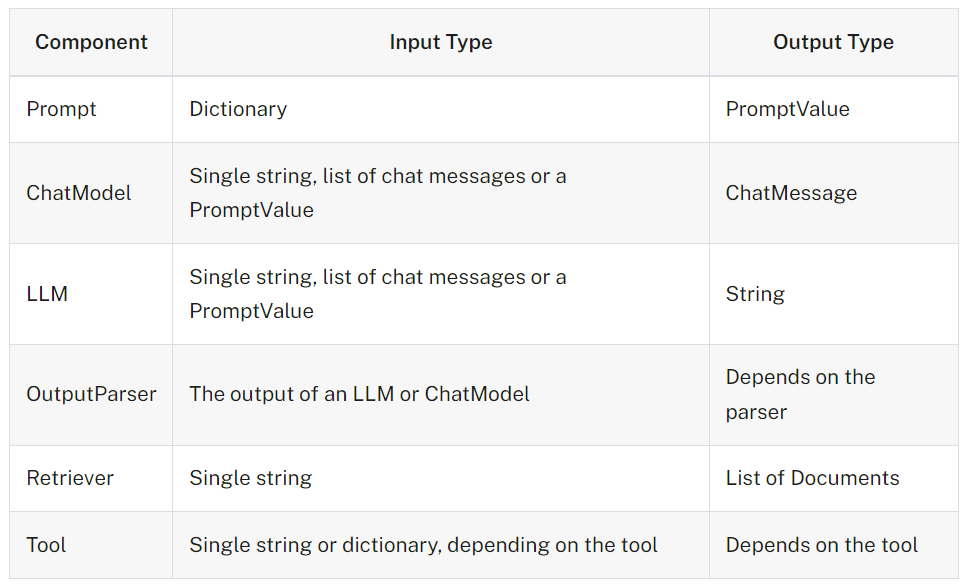 Component Input Type Output Type
Prompt Dictionary PromptValue
ChatModel Single string, list of chat messages or a
PromptValue ChatMessage
LLM Single string, list of chat messages or a
PromptValue String
OutputParser The output of an LLM or ChatModel Depends on the
parser
Retriever Single string List of Documents
Tool Single string or dictionary, depending on the tool Depends on the tool